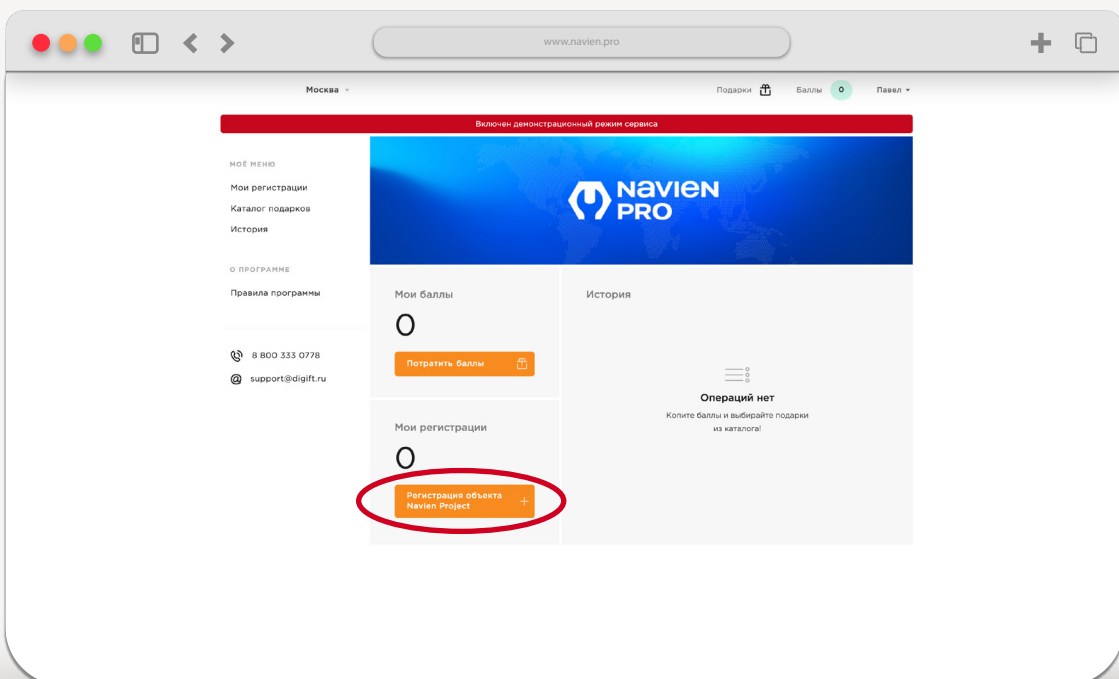 www.navien.pro
Москва
Подарки
Баллы 0
Павел
Включен демонстрационный режим сервиса
МОЁ МЕНЮ
Мои регистрации
Каталог подарков
История
О ПРОГРАММЕ
Правила программы
8 800 333 0778
support@digift.ru
NAVIEN
PRO
Мои баллы
0
Потратить баллы
Мои регистрации
0
Регистрация объекта
Navien Project
История
Операций нет
Копите баллы и выбирайте подарки
из каталога!